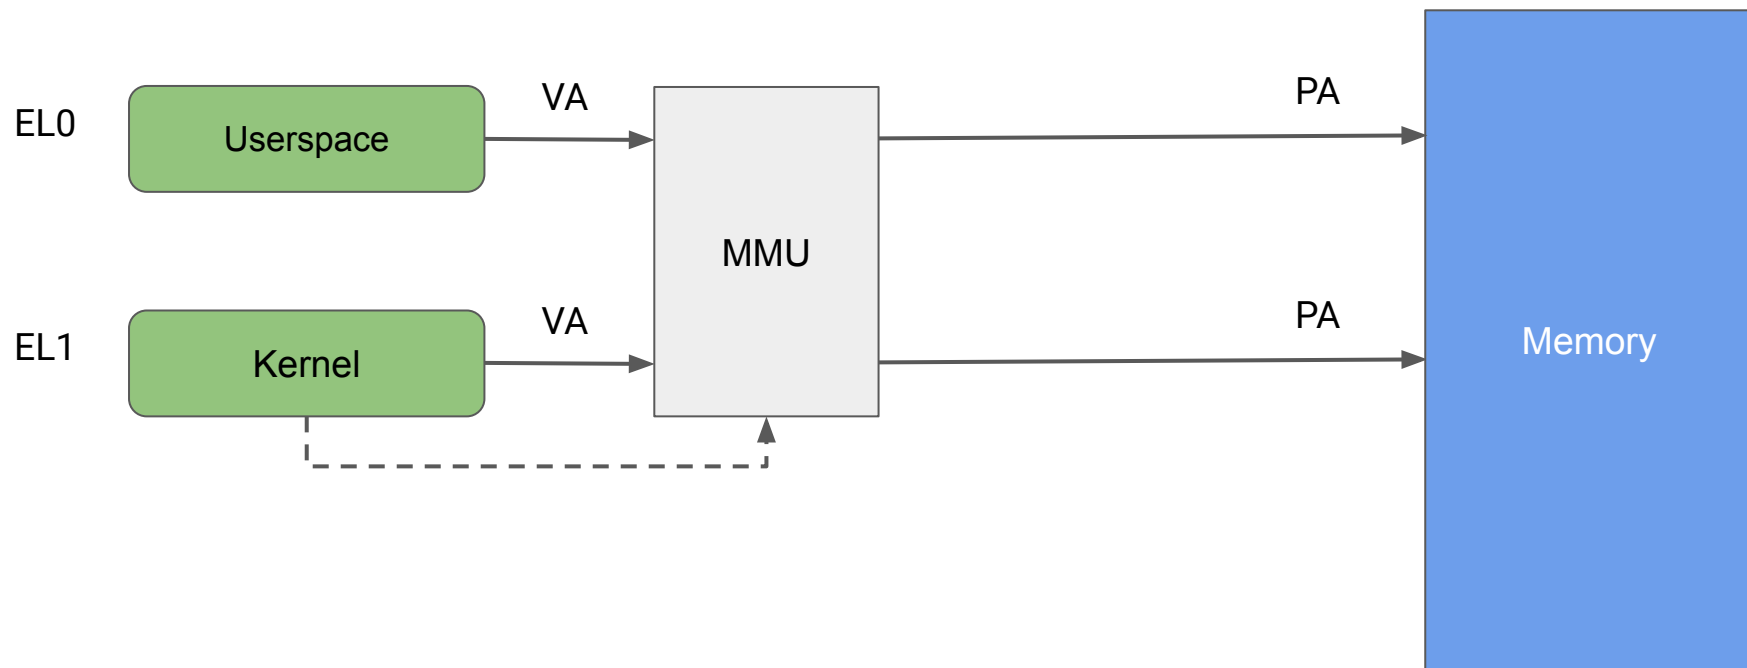 VA
PA
EL0
Userspace
MMU
VA
PA
EL1
Kernel
Memory